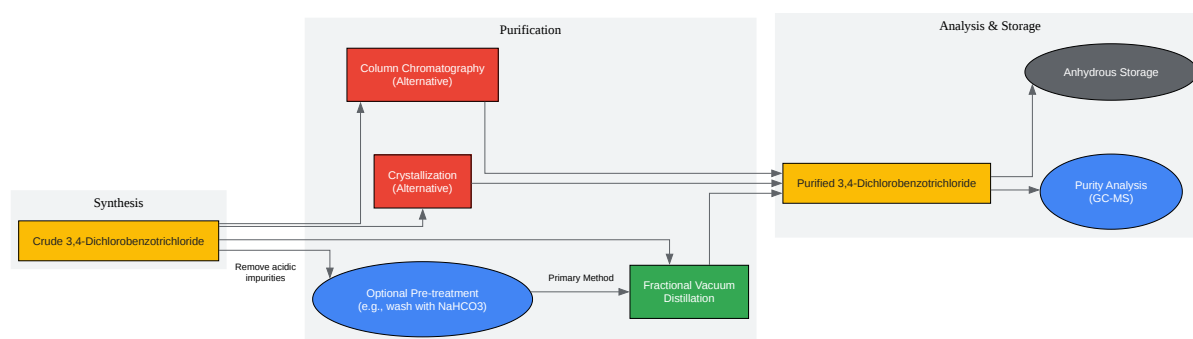 Synthesis
Crude 3,4-Dichlorobenzotrichloride
Remove acidic
impurities
Purification
Column Chromatography
(Alternative)
Crystallization
(Alternative)
Optional Pre-treatment
(e.g., wash with NaHCO3)
Primary Method
Fractional Vacuum
Distillation
Analysis & Storage
Anhydrous Storage
Purified 3,4-Dichlorobenzotrichloride
Purity Analysis
(GC-MS)